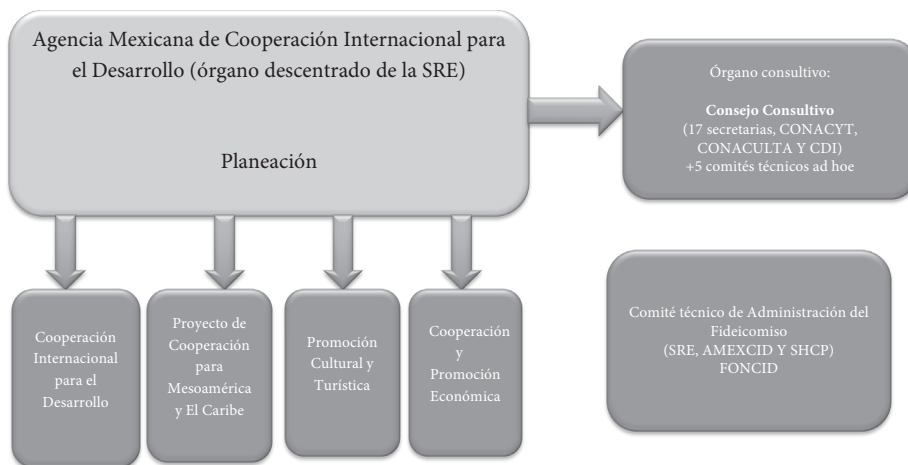 Agencia Mexicana de Cooperación Internacional para
el Desarrollo (órgano descentrado de la SRE)
Planeación
Órgano consultivo:
Consejo Consultivo
(17 secretarias, CONACYT,
CONACULTA Y CDI)
+5 comités técnicos ad hoe
Cooperación
Internacional
para el
Desarrollo
Proyecto de
Cooperación
para
Mesoamérica
y El Caribe
Promoción
Cultural y
Turística
Cooperación
y
Promoción
Económica
Comité técnico de Administración del
Fideicomiso
(SRE, AMEXCID Y SHCP)
FONCID